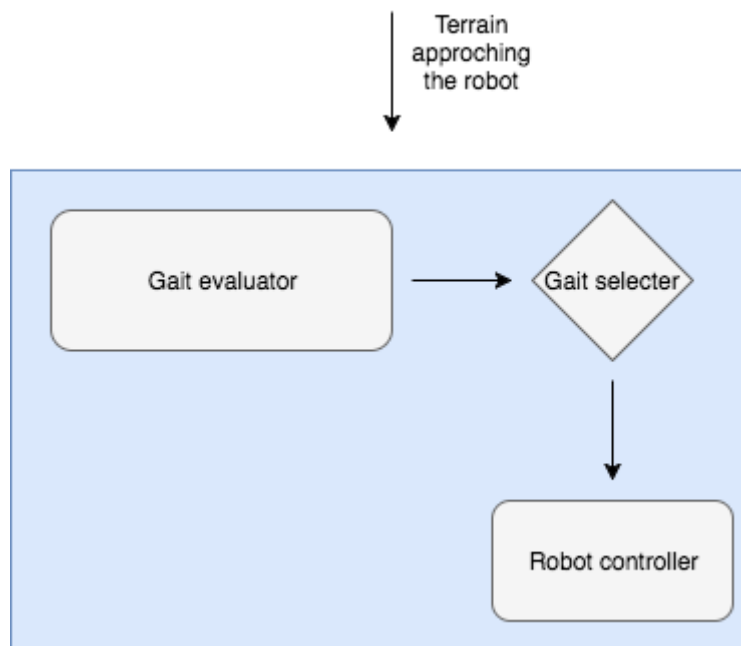 Terrain
approching
the robot
Gait evaluator
Gait selecter
Robot controller